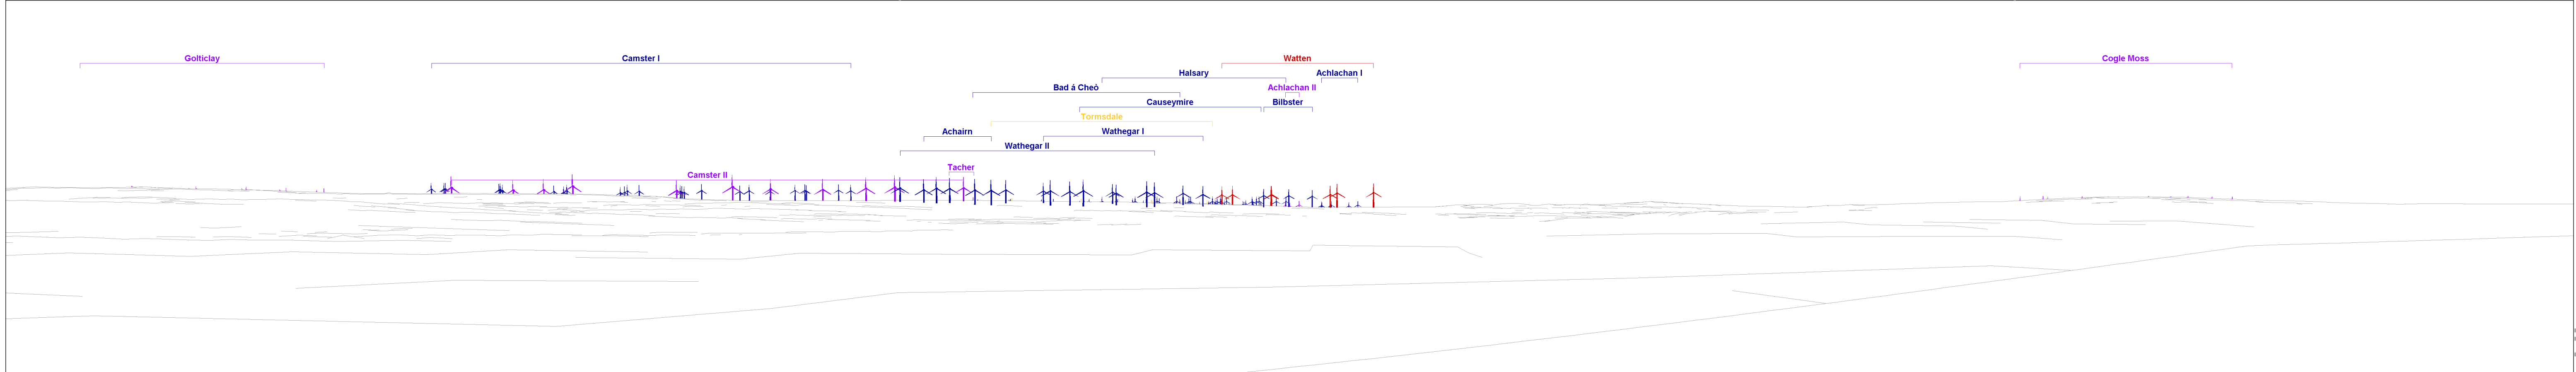 Golticlay
Camster I
Watten
Cogle Moss
Halsary
Achlachan I
Bad á Cheò
Achlachan II
Causeymire
Bilbster
Tormsdale
Achairn
Wathegar I
Wathegar II
Tacher
Camster II